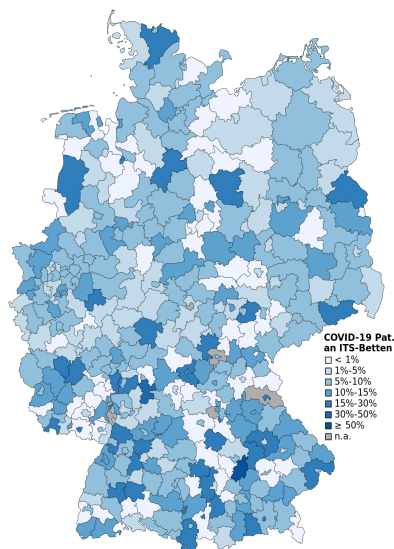 COVID-19 Pat.
an ITS-Betten
< 1%
1%-5%
5%-10%
10%-15%
15%-30%
30%-50%
≥ 50%
n.a.